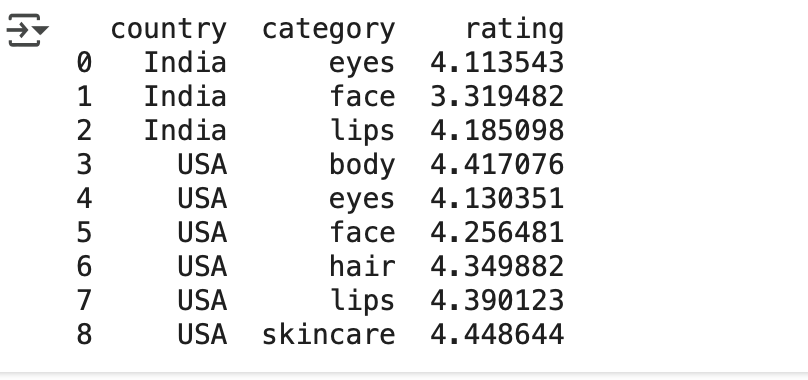 country category rating
0 India eyes 4.113543
1 India face 3.319482
2 India lips 4.185098
3 USA body 4.417076
4 USA eyes 4.130351
5 USA face 4.256481
6 USA hair 4.349882
7 USA lips 4.390123
8 USA skincare 4.448644